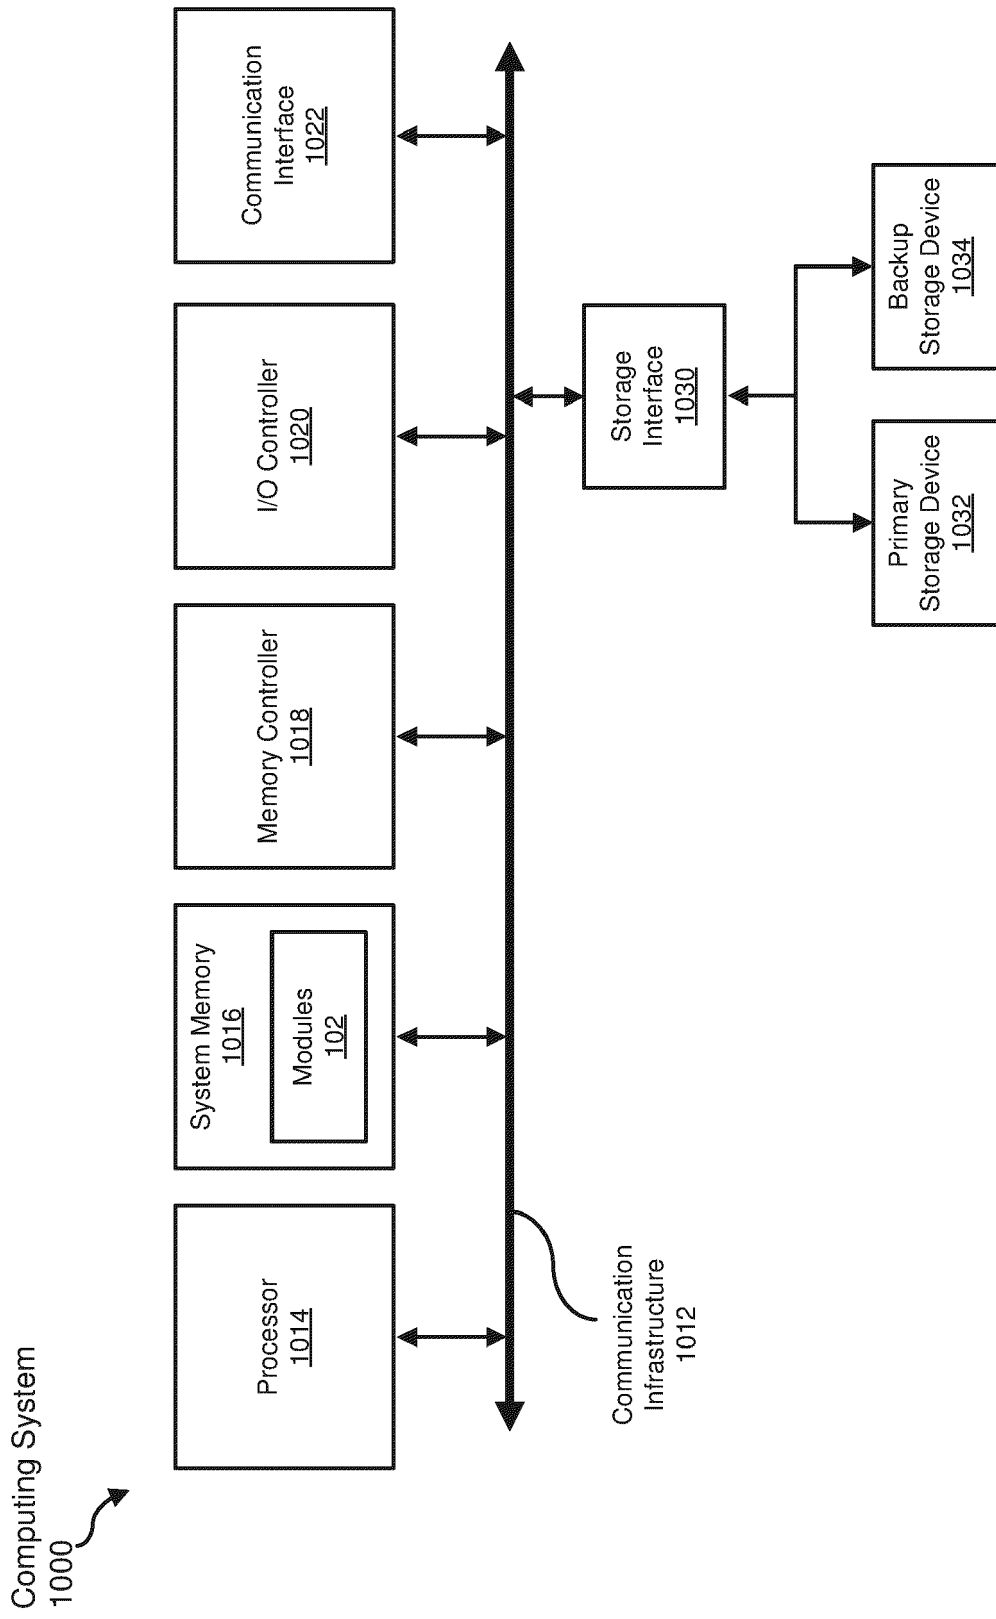 Computing System
1000
Processor
1014
System Memory
1016
Modules
102
Memory Controller
1018
I/O Controller
1020
Communication
Interface
1022
Communication
Infrastructure
1012
Storage
Interface
1030
Primary
Storage Device
1032
Backup
Storage Device
1034